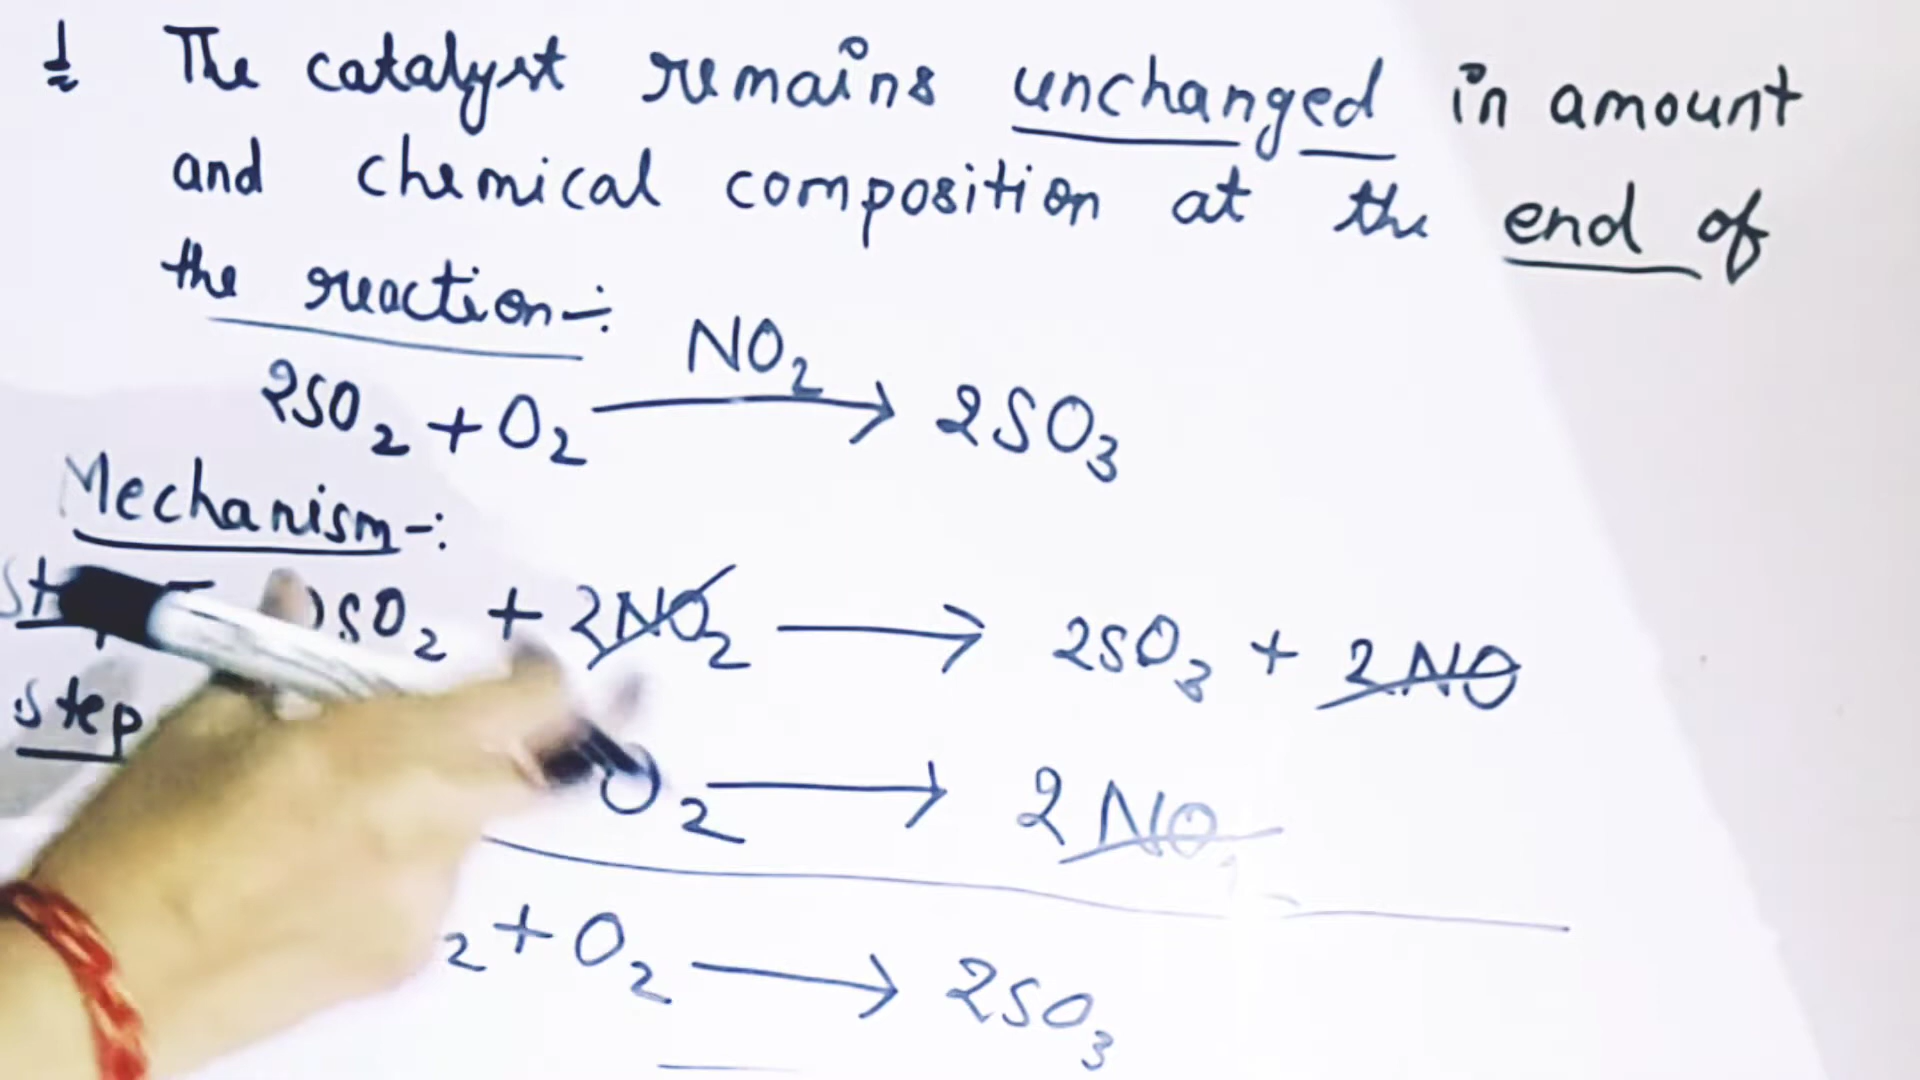 1 The catalyst remains unchanged in amount
and chemical composition at the end of
the reaction-:
2SO₂ + O₂ —NO₂→ 2SO₃
Mechanism-:
SO₂ + 2NO₂ → 2SO₃ + 2NO
step O₂ → 2NO₂
₂ + O₂ → 2SO₃